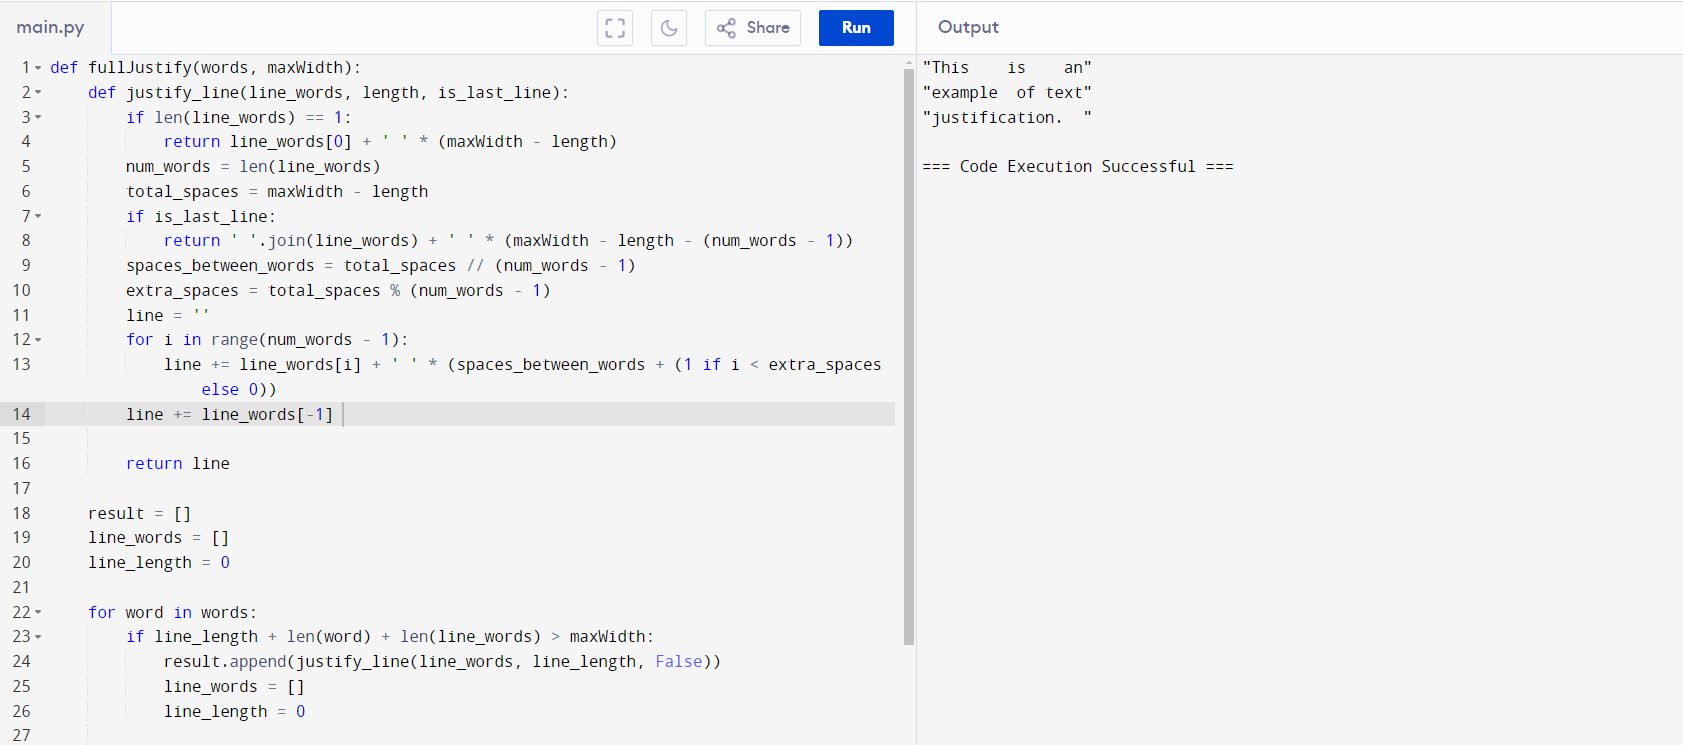 main.py
Share
Run
Output
1 def fullJustify(words, maxWidth):
2     def justify_line(line_words, length, is_last_line):
3         if len(line_words) == 1:
4             return line_words[0] + ' ' * (maxWidth - length)
5         num_words = len(line_words)
6         total_spaces = maxWidth - length
7         if is_last_line:
8             return ' '.join(line_words) + ' ' * (maxWidth - length - (num_words - 1))
9         spaces_between_words = total_spaces // (num_words - 1)
10         extra_spaces = total_spaces % (num_words - 1)
11         line = ''
12         for i in range(num_words - 1):
13             line += line_words[i] + ' ' * (spaces_between_words + (1 if i < extra_spaces
                else 0))
14         line += line_words[-1]
15
16         return line
17
18     result = []
19     line_words = []
20     line_length = 0
21
22     for word in words:
23         if line_length + len(word) + len(line_words) > maxWidth:
24             result.append(justify_line(line_words, line_length, False))
25             line_words = []
26             line_length = 0
27
"This    is    an"
"example  of text"
"justification.  "
=== Code Execution Successful ===